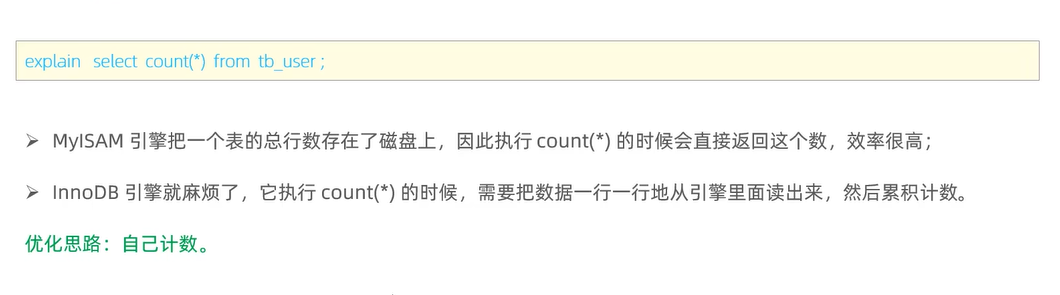 explain select count(*) from tb_user ;
➢ MyISAM 引擎把一个表的总行数存在了磁盘上，因此执行 count(*) 的时候会直接返回这个数，效率很高；
➢ InnoDB 引擎就麻烦了，它执行 count(*) 的时候，需要把数据一行一行地从引擎里面读出来，然后累积计数。
优化思路：自己计数。